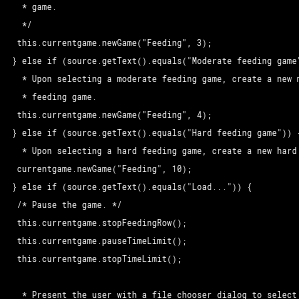 * game.
*/
this.currentgame.newGame("Feeding", 3);
} else if (source.getText().equals("Moderate feeding game"
* Upon selecting a moderate feeding game, create a new
* feeding game.
this.currentgame.newGame("Feeding", 4);
} else if (source.getText().equals("Hard feeding game")) {
* Upon selecting a hard feeding game, create a new hard
currentgame.newGame("Feeding", 10);
} else if (source.getText().equals("Load...")) {
/* Pause the game. */
this.currentgame.stopFeedingRow();
this.currentgame.pauseTimeLimit();
this.currentgame.stopTimeLimit();
* Present the user with a file chooser dialog to select